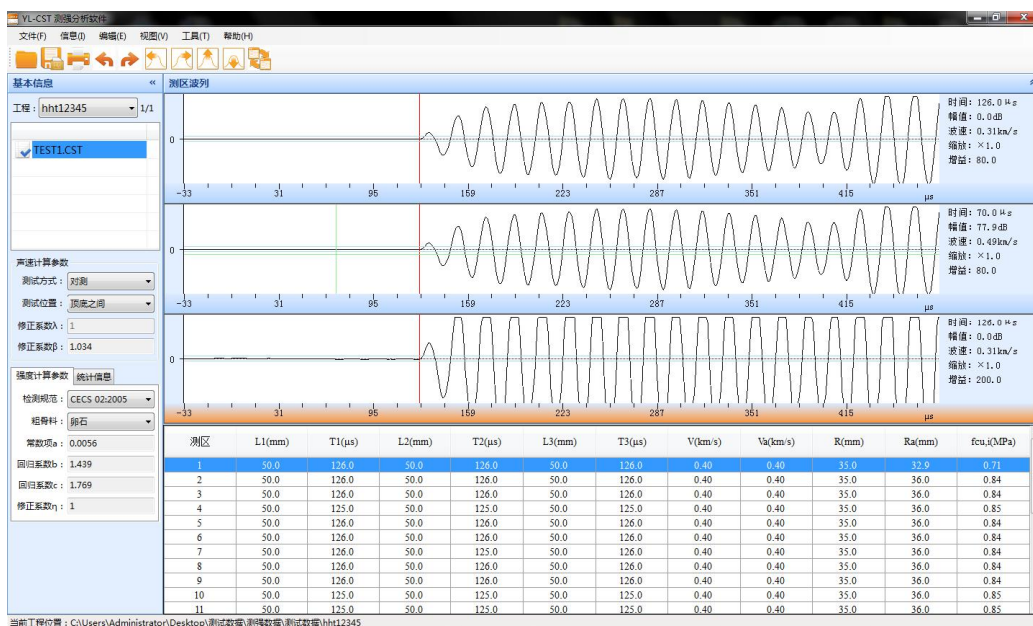 YL-CST 测强分析软件
文件(F) 信息(I) 编辑(E) 视图(V) 工具(T) 帮助(H)
基本信息 «
工程： hht12345 1/1
TEST1.CST
声速计算参数
测试方式： 对测
测试位置： 顶底之间
修正系数λ： 1
修正系数β： 1.034
强度计算参数 统计信息
检测规范： CECS 02:2005
粗骨料： 卵石
常数项a： 0.0056
回归系数b： 1.439
回归系数c： 1.769
修正系数η： 1
测区波列
0
-33 31 95 159 223 287 351 415 μs
时间: 126.0μs
幅值: 0.0dB
波速: 0.31km/s
缩放: ×1.0
增益: 80.0
0
-33 31 95 159 223 287 351 415 μs
时间: 70.0μs
幅值: 77.9dB
波速: 0.49km/s
缩放: ×1.0
增益: 80.0
0
-33 31 95 159 223 287 351 415 μs
时间: 126.0μs
幅值: 0.0dB
波速: 0.31km/s
缩放: ×1.0
增益: 200.0
测区 L1(mm) T1(μs) L2(mm) T2(μs) L3(mm) T3(μs) V(km/s) Va(km/s) R(mm) Ra(mm) fcu,i(MPa)
1 50.0 126.0 50.0 126.0 50.0 126.0 0.40 0.40 35.0 32.9 0.71
2 50.0 126.0 50.0 126.0 50.0 126.0 0.40 0.40 35.0 36.0 0.84
3 50.0 126.0 50.0 126.0 50.0 126.0 0.40 0.40 35.0 36.0 0.84
4 50.0 125.0 50.0 125.0 50.0 125.0 0.40 0.40 35.0 36.0 0.85
5 50.0 126.0 50.0 126.0 50.0 126.0 0.40 0.40 35.0 36.0 0.84
6 50.0 126.0 50.0 126.0 50.0 126.0 0.40 0.40 35.0 36.0 0.84
7 50.0 126.0 50.0 125.0 50.0 126.0 0.40 0.40 35.0 36.0 0.84
8 50.0 126.0 50.0 126.0 50.0 126.0 0.40 0.40 35.0 36.0 0.84
9 50.0 126.0 50.0 126.0 50.0 126.0 0.40 0.40 35.0 36.0 0.84
10 50.0 125.0 50.0 125.0 50.0 126.0 0.40 0.40 35.0 36.0 0.85
11 50.0 125.0 50.0 125.0 50.0 125.0 0.40 0.40 35.0 36.0 0.85
当前工程位置：C:\Users\Administrator\Desktop\测试数据\测强数据\测试数据\hht12345